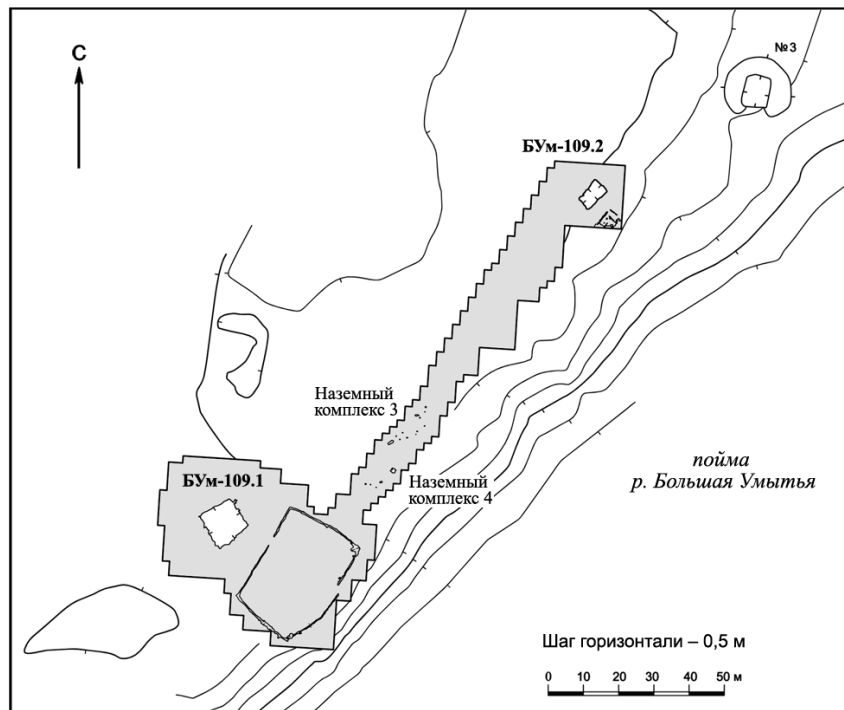 С
№3
БУм-109.2
Наземный
комплекс 3
БУм-109.1
Наземный
комплекс 4
пойма
р. Большая Умытья
Шаг горизонтали – 0,5 м
0 10 20 30 40 50 м